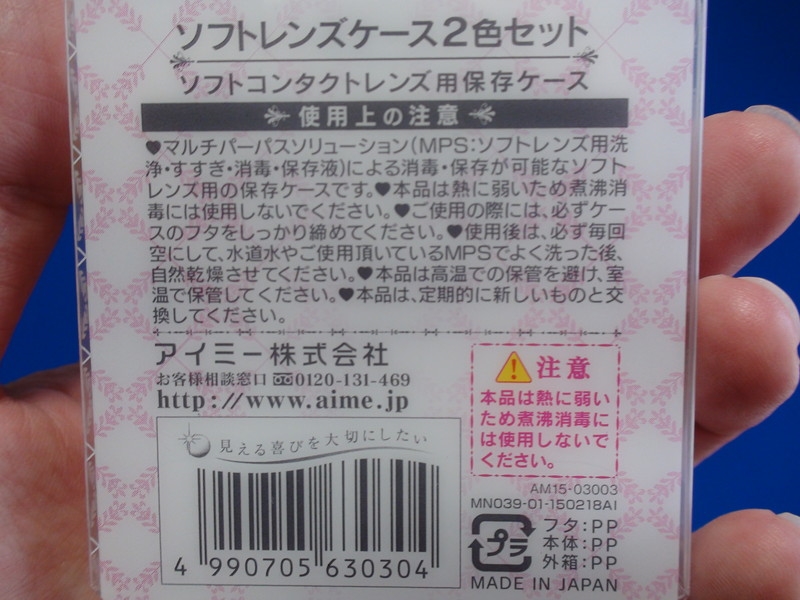 ソフトレンズケース2色セット
ソフトコンタクトレンズ用保存ケース
使用上の注意
♥マルチパーパスソリューション(MPS:ソフトレンズ用洗
浄・すすぎ・消毒・保存液)による消毒・保存が可能なソフト
レンズ用の保存ケースです。♥本品は熱に弱いため煮沸消
毒には使用しないでください。♥ご使用の際には、必ずケー
スのフタをしっかり締めてください。♥使用後は、必ず毎回
空にして、水道水やご使用頂いているMPSでよく洗った後、
自然乾燥させてください。♥本品は高温での保管を避け、室
温で保管してください。♥本品は、定期的に新しいものと交
換してください。
アイミー株式会社
お客様相談窓口 0120-131-469
http://www.aime.jp
注意
本品は熱に弱い
ため煮沸消毒に
は使用しないで
ください。
見える喜びを大切にしたい
4 990705 630304
AM15-03003
MN039-01-150218AI
プラ
フタ:PP
本体:PP
外箱:PP
MADE IN JAPAN